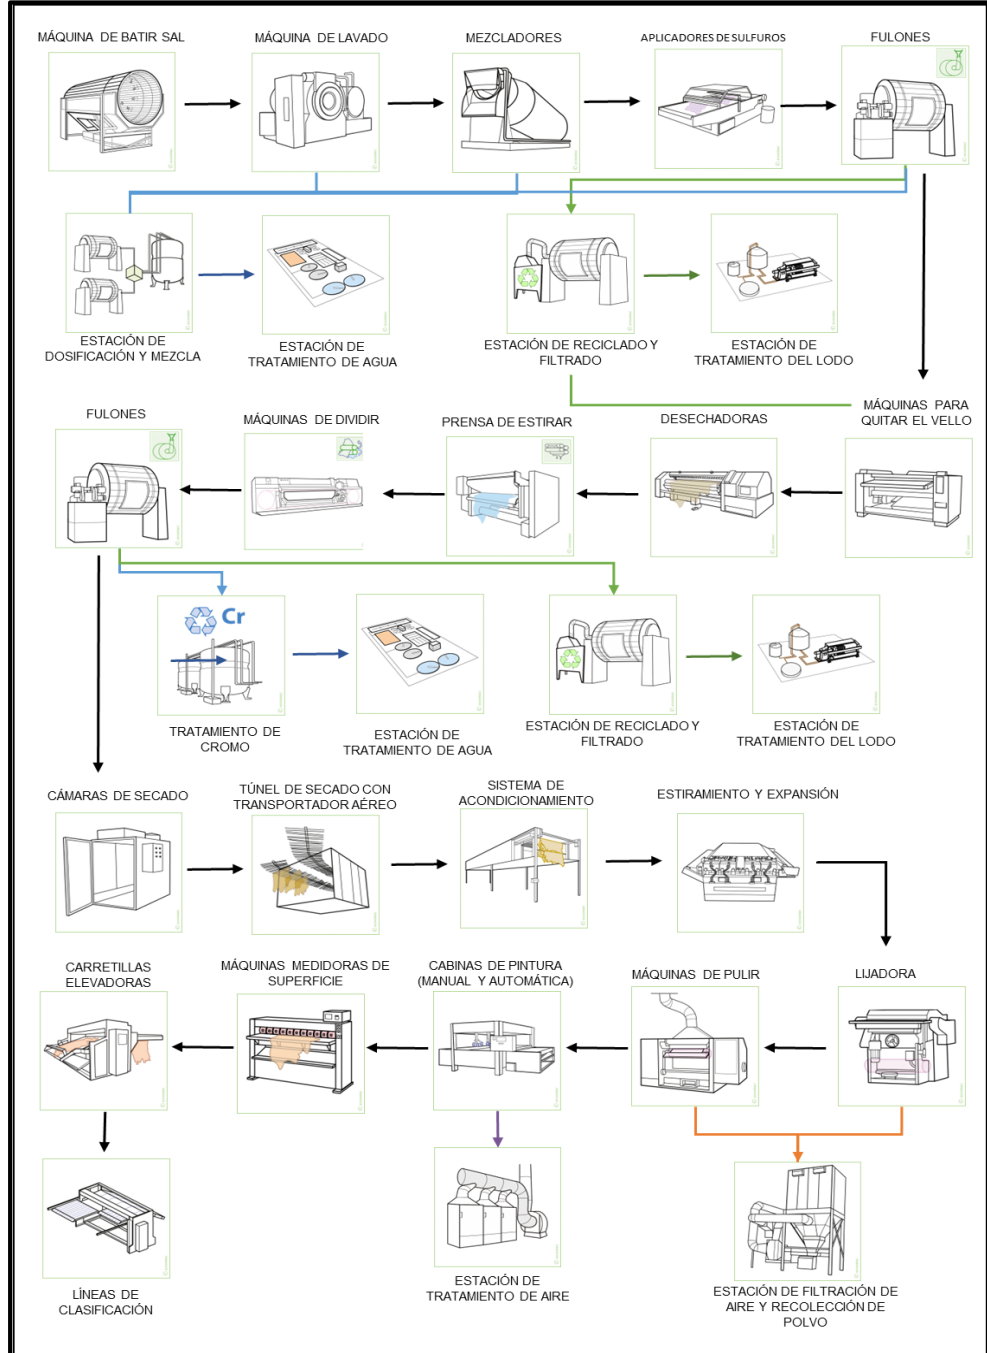 MÁQUINA DE BATIR SAL
MÁQUINA DE LAVADO
MEZCLADORES
APLICADORES DE SULFUROS
FULONES
ESTACIÓN DE
DOSIFICACIÓN Y MEZCLA
ESTACIÓN DE
TRATAMIENTO DE AGUA
ESTACIÓN DE RECICLADO Y
FILTRADO
ESTACIÓN DE
TRATAMIENTO DEL LODO
MÁQUINAS PARA
QUITAR EL VELLO
FULONES
MÁQUINAS DE DIVIDIR
PRENSA DE ESTIRAR
DESECHADORAS
Cr
TRATAMIENTO DE
CROMO
ESTACIÓN DE
TRATAMIENTO DE AGUA
ESTACIÓN DE RECICLADO Y
FILTRADO
ESTACIÓN DE
TRATAMIENTO DEL LODO
CÁMARAS DE SECADO
TÚNEL DE SECADO CON
TRANSPORTADOR AÉREO
SISTEMA DE
ACONDICIONAMIENTO
ESTIRAMIENTO Y EXPANSIÓN
CARRETILLAS
ELEVADORAS
MÁQUINAS MEDIDORAS DE
SUPERFICIE
CABINAS DE PINTURA
(MANUAL Y AUTOMÁTICA)
MÁQUINAS DE PULIR
LIJADORA
LÍNEAS DE
CLASIFICACIÓN
ESTACIÓN DE
TRATAMIENTO DE AIRE
ESTACIÓN DE FILTRACIÓN DE
AIRE Y RECOLECCIÓN DE
POLVO